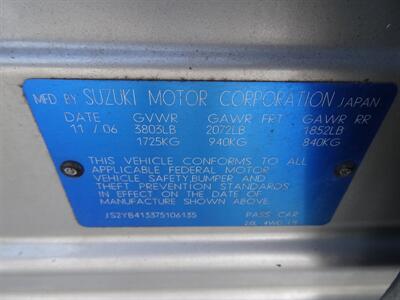 MFD BY SUZUKI MOTOR CORPORATION JAPAN
DATE GVWR GAWR FRT GAWR RR
11 / 06 3803LB 2072LB 1852LB
1725KG 940KG 840KG
THIS VEHICLE CONFORMS TO ALL
APPLICABLE FEDERAL MOTOR
VEHICLE SAFETY, BUMPER AND
THEFT PREVENTION STANDARDS
IN EFFECT ON THE DATE OF
MANUFACTURE SHOWN ABOVE.
JS2YB413375106135 PASS CAR
4WD